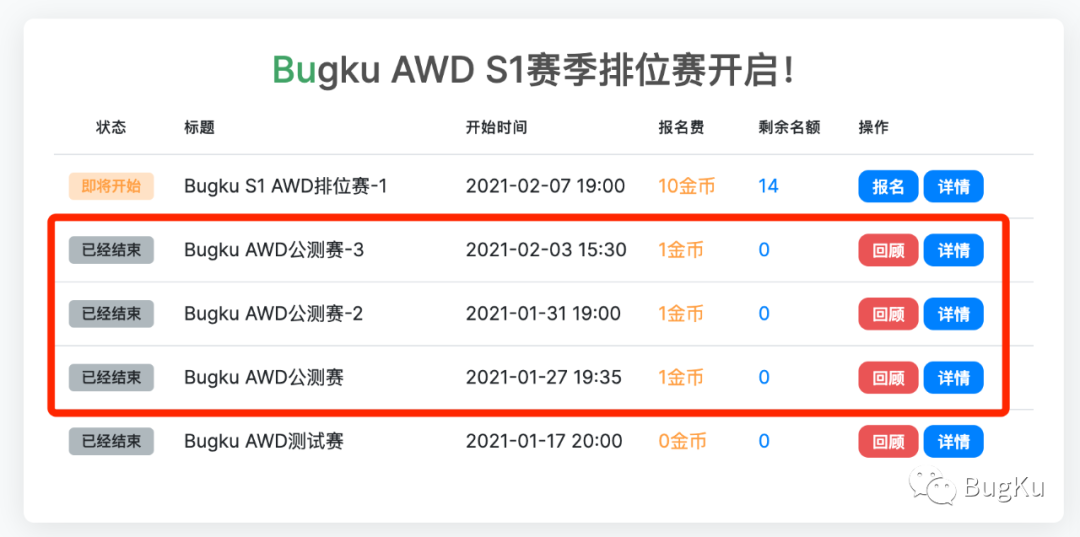 Bugku AWD S1赛季排位赛开启！
状态 标题 开始时间 报名费 剩余名额 操作
即将开始 Bugku S1 AWD排位赛-1 2021-02-07 19:00 10金币 14 报名 详情
已经结束 Bugku AWD公测赛-3 2021-02-03 15:30 1金币 0 回顾 详情
已经结束 Bugku AWD公测赛-2 2021-01-31 19:00 1金币 0 回顾 详情
已经结束 Bugku AWD公测赛 2021-01-27 19:35 1金币 0 回顾 详情
已经结束 Bugku AWD测试赛 2021-01-17 20:00 0金币 0 回顾 详情
BugKu